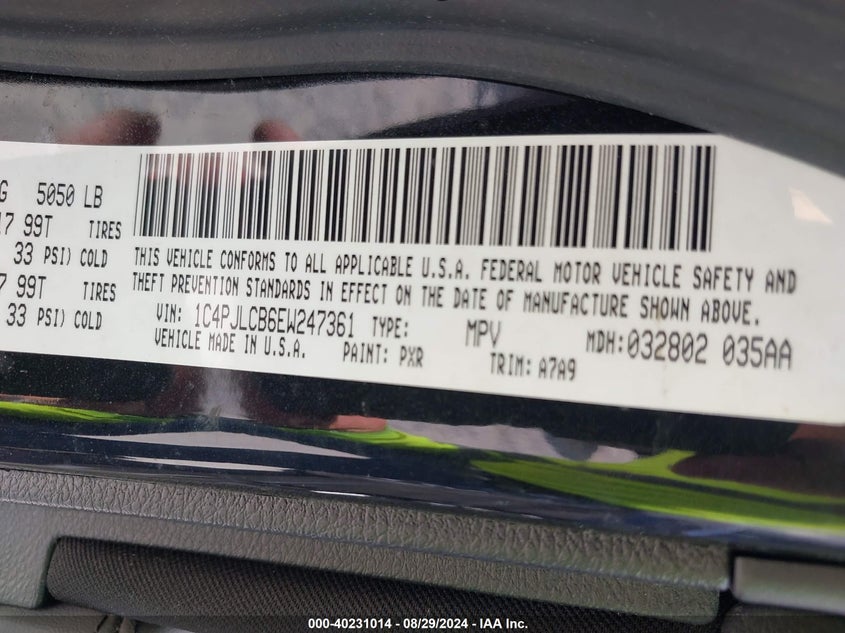 G 5050 LB
17 99T TIRES
33 PSI) COLD
7 99T TIRES
33 PSI) COLD
THIS VEHICLE CONFORMS TO ALL APPLICABLE U.S.A. FEDERAL MOTOR VEHICLE SAFETY AND
THEFT PREVENTION STANDARDS IN EFFECT ON THE DATE OF MANUFACTURE SHOWN ABOVE.
VIN: 1C4PJLCB6EW247361 TYPE: MPV MDH:032802 035AA
VEHICLE MADE IN U.S.A. PAINT: PXR TRIM: A7A9
000-40231014 - 08/29/2024 - IAA Inc.